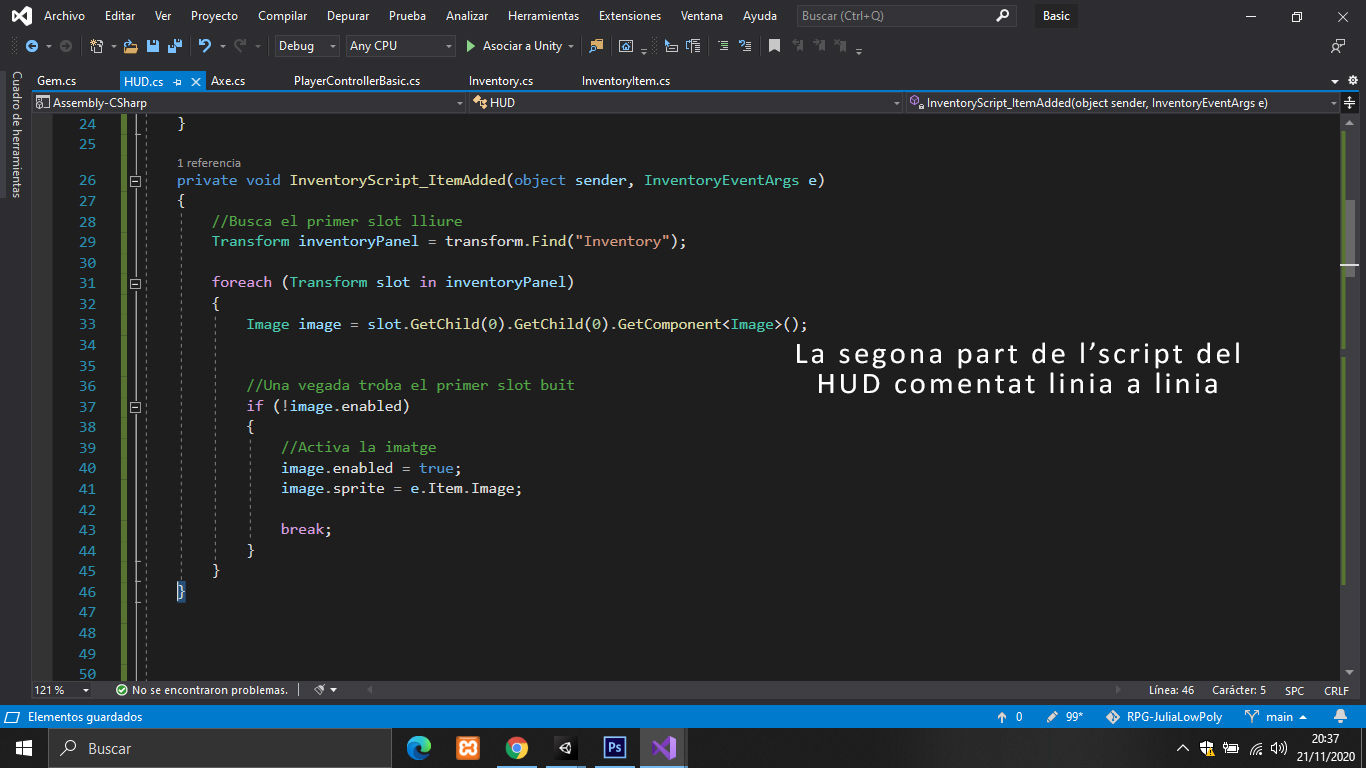 Archivo Editar Ver Proyecto Compilar Depurar Prueba Analizar Herramientas Extensiones Ventana Ayuda Buscar (Ctrl+Q) Basic
Debug Any CPU Asociar a Unity
Gem.cs HUD.cs Axe.cs PlayerControllerBasic.cs Inventory.cs InventoryItem.cs
Cuadro de herramientas
Assembly-CSharp HUD InventoryScript_ItemAdded(object sender, InventoryEventArgs e)
24 }
25
1 referencia
26 private void InventoryScript_ItemAdded(object sender, InventoryEventArgs e)
27 {
28 //Busca el primer slot lliure
29 Transform inventoryPanel = transform.Find("Inventory");
30
31 foreach (Transform slot in inventoryPanel)
32 {
33 Image image = slot.GetChild(0).GetChild(0).GetComponent<Image>();
34
35
36 //Una vegada troba el primer slot buit
37 if (!image.enabled)
38 {
39 //Activa la imatge
40 image.enabled = true;
41 image.sprite = e.Item.Image;
42
43 break;
44 }
45 }
46 }
47
48
49
50
La segona part de l’script del
HUD comentat linia a linia
121 % No se encontraron problemas. Línea: 46 Carácter: 5 SPC CRLF
Elementos guardados 0 99* RPG-JuliaLowPoly main
Buscar Ps 20:37
21/11/2020